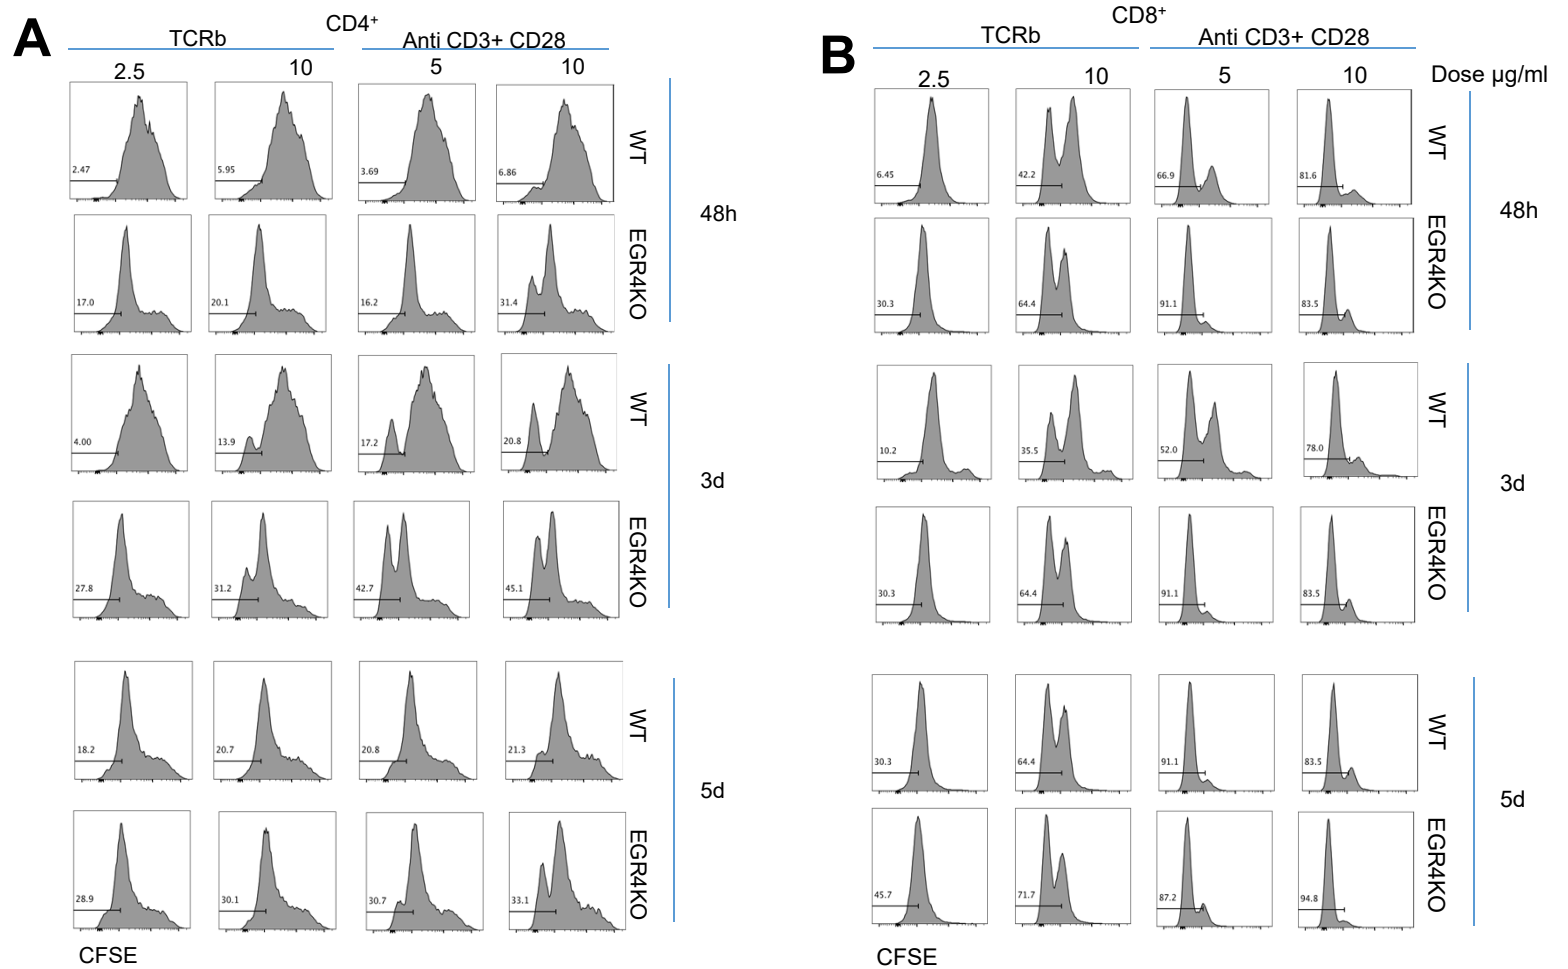 A
CD4+
TCRb
Anti CD3+ CD28
2.5
10
5
10
2.47
5.95
3.69
6.86
WT
17.0
20.1
16.2
31.4
EGR4KO
48h
4.00
13.9
17.2
20.8
WT
27.8
31.2
42.7
45.1
EGR4KO
3d
18.2
20.7
20.8
21.3
WT
28.9
30.1
30.7
33.1
EGR4KO
5d
CFSE
B
CD8+
TCRb
Anti CD3+ CD28
2.5
10
5
10
Dose µg/ml
6.45
42.2
66.9
81.6
WT
30.3
64.4
91.1
83.5
EGR4KO
48h
10.2
35.5
52.0
78.0
WT
30.3
64.4
91.1
83.5
EGR4KO
3d
30.3
64.4
91.1
83.5
WT
45.7
71.7
87.2
94.8
EGR4KO
5d
CFSE